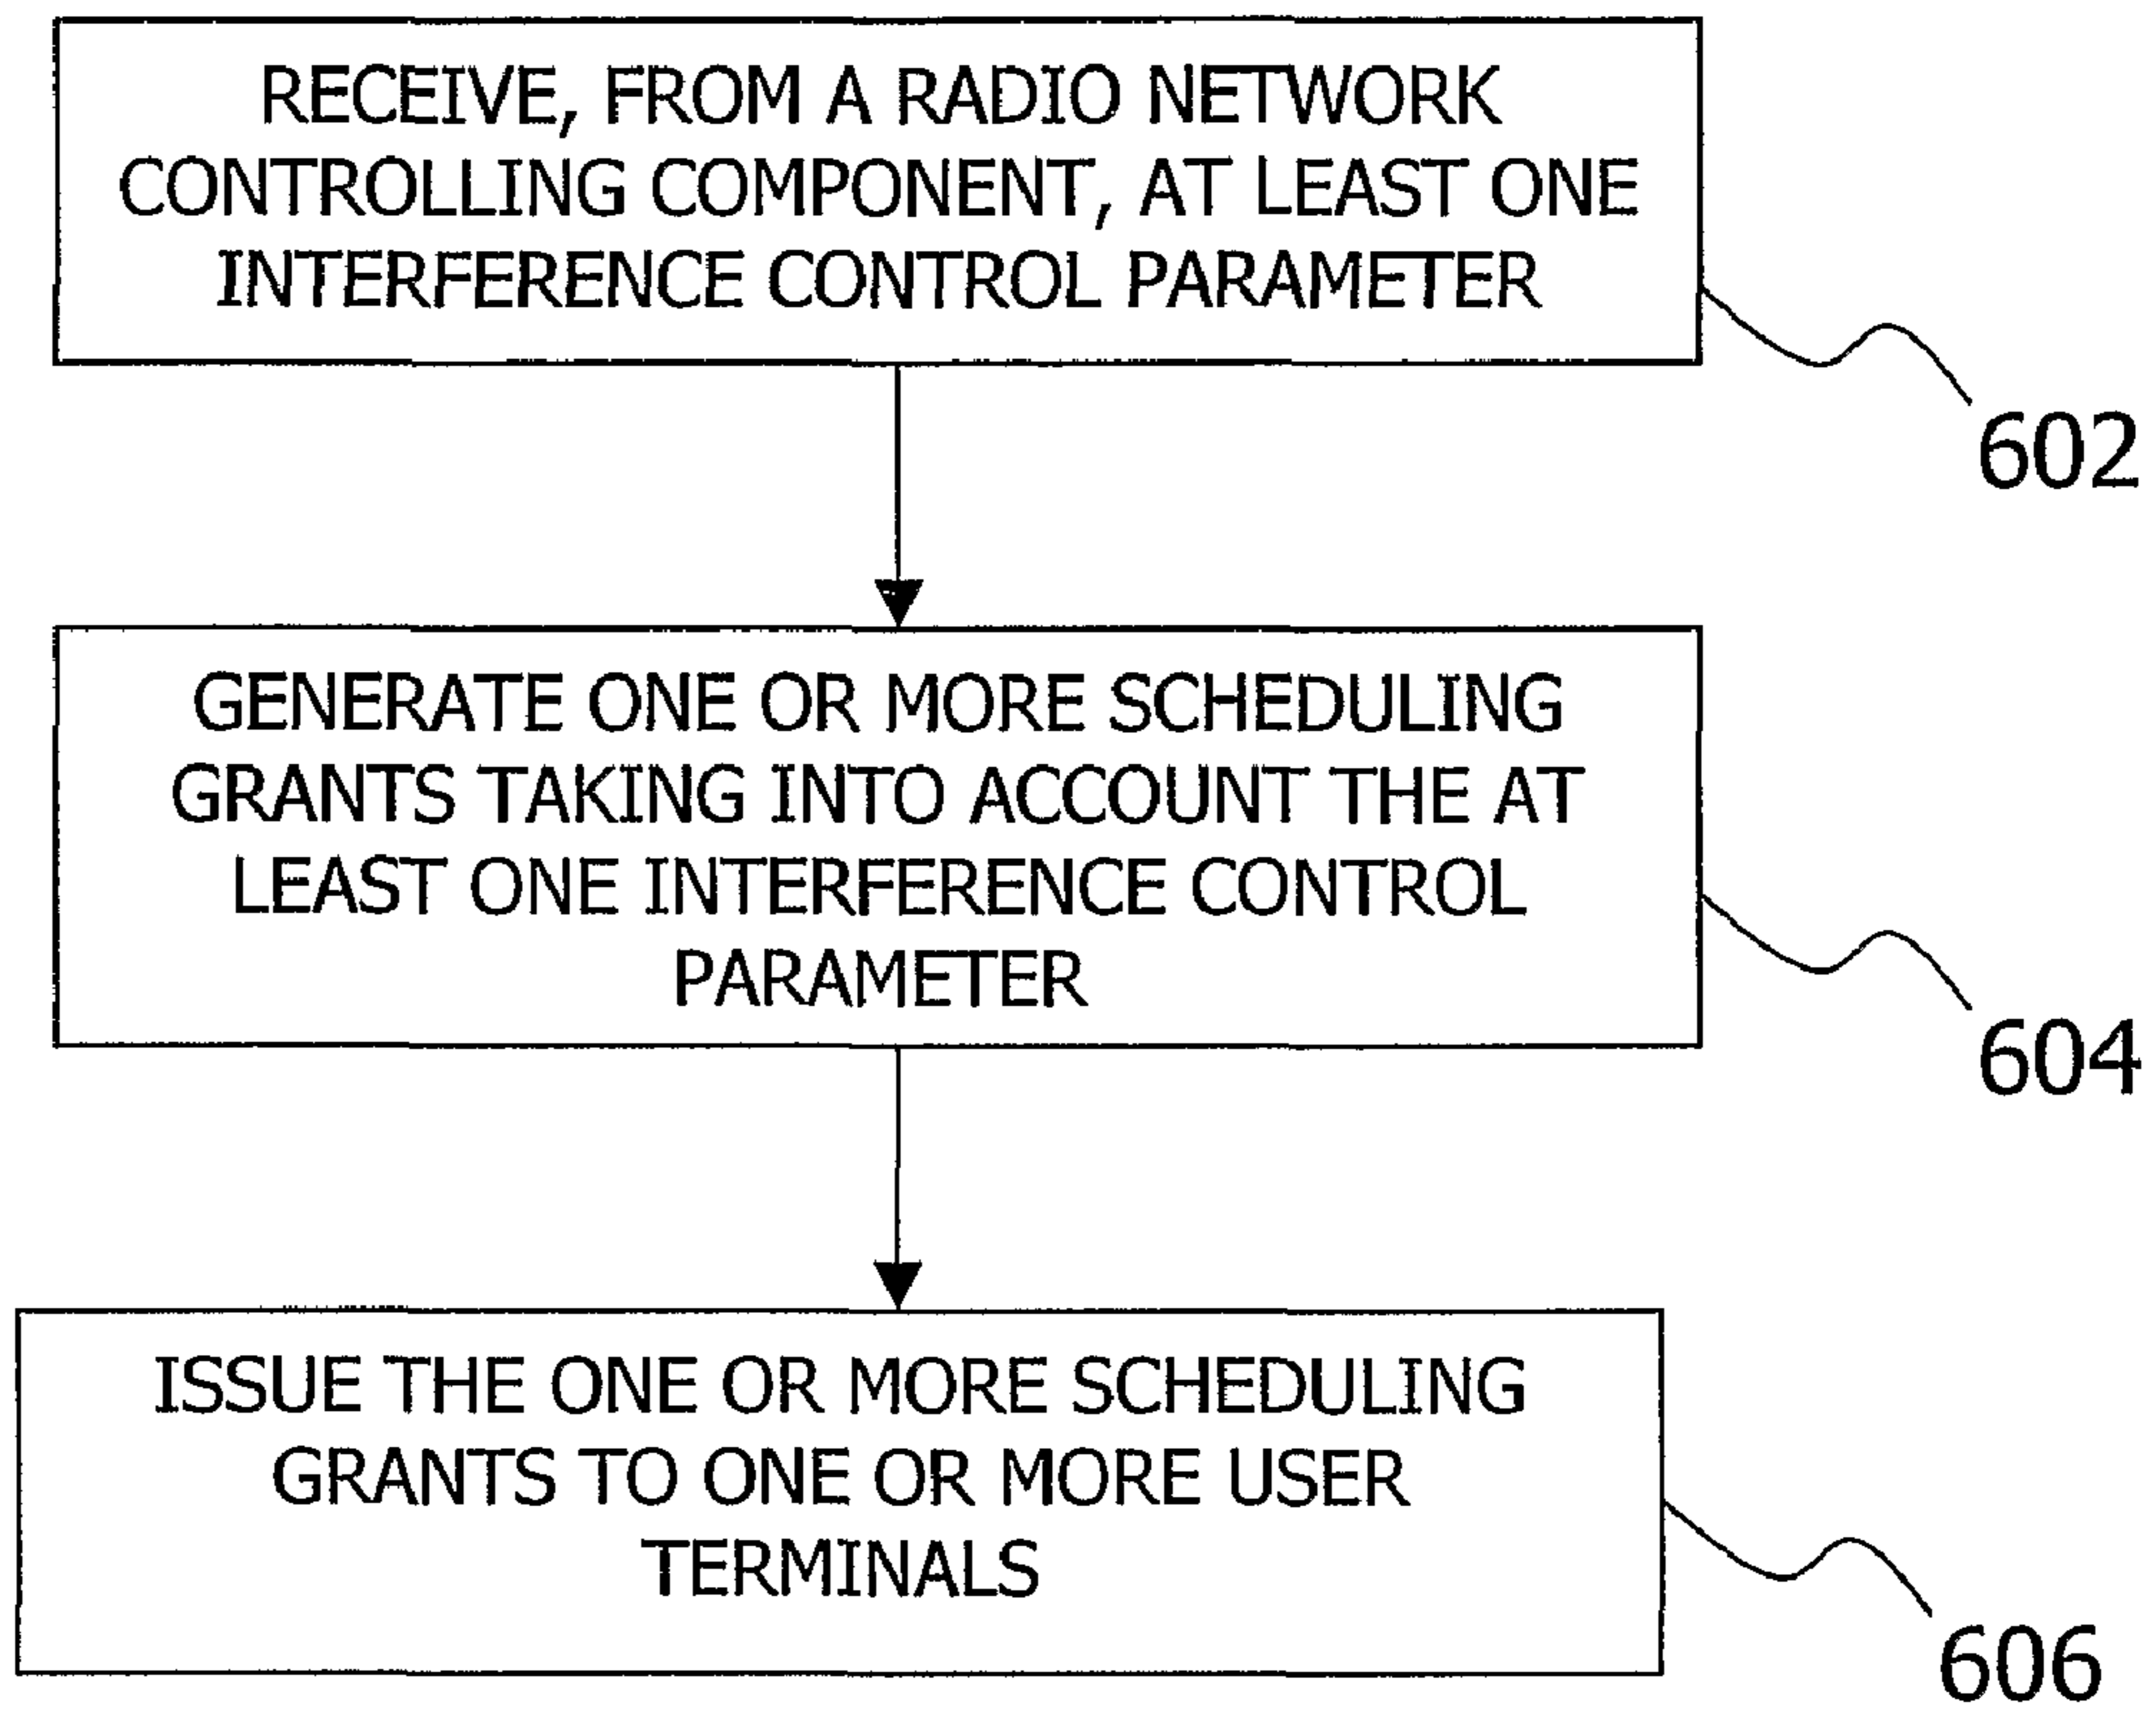 RECEIVE, FROM A RADIO NETWORK
CONTROLLING COMPONENT, AT LEAST ONE
INTERFERENCE CONTROL PARAMETER
602
GENERATE ONE OR MORE SCHEDULING
GRANTS TAKING INTO ACCOUNT THE AT
LEAST ONE INTERFERENCE CONTROL
PARAMETER
604
ISSUE THE ONE OR MORE SCHEDULING
GRANTS TO ONE OR MORE USER
TERMINALS
606